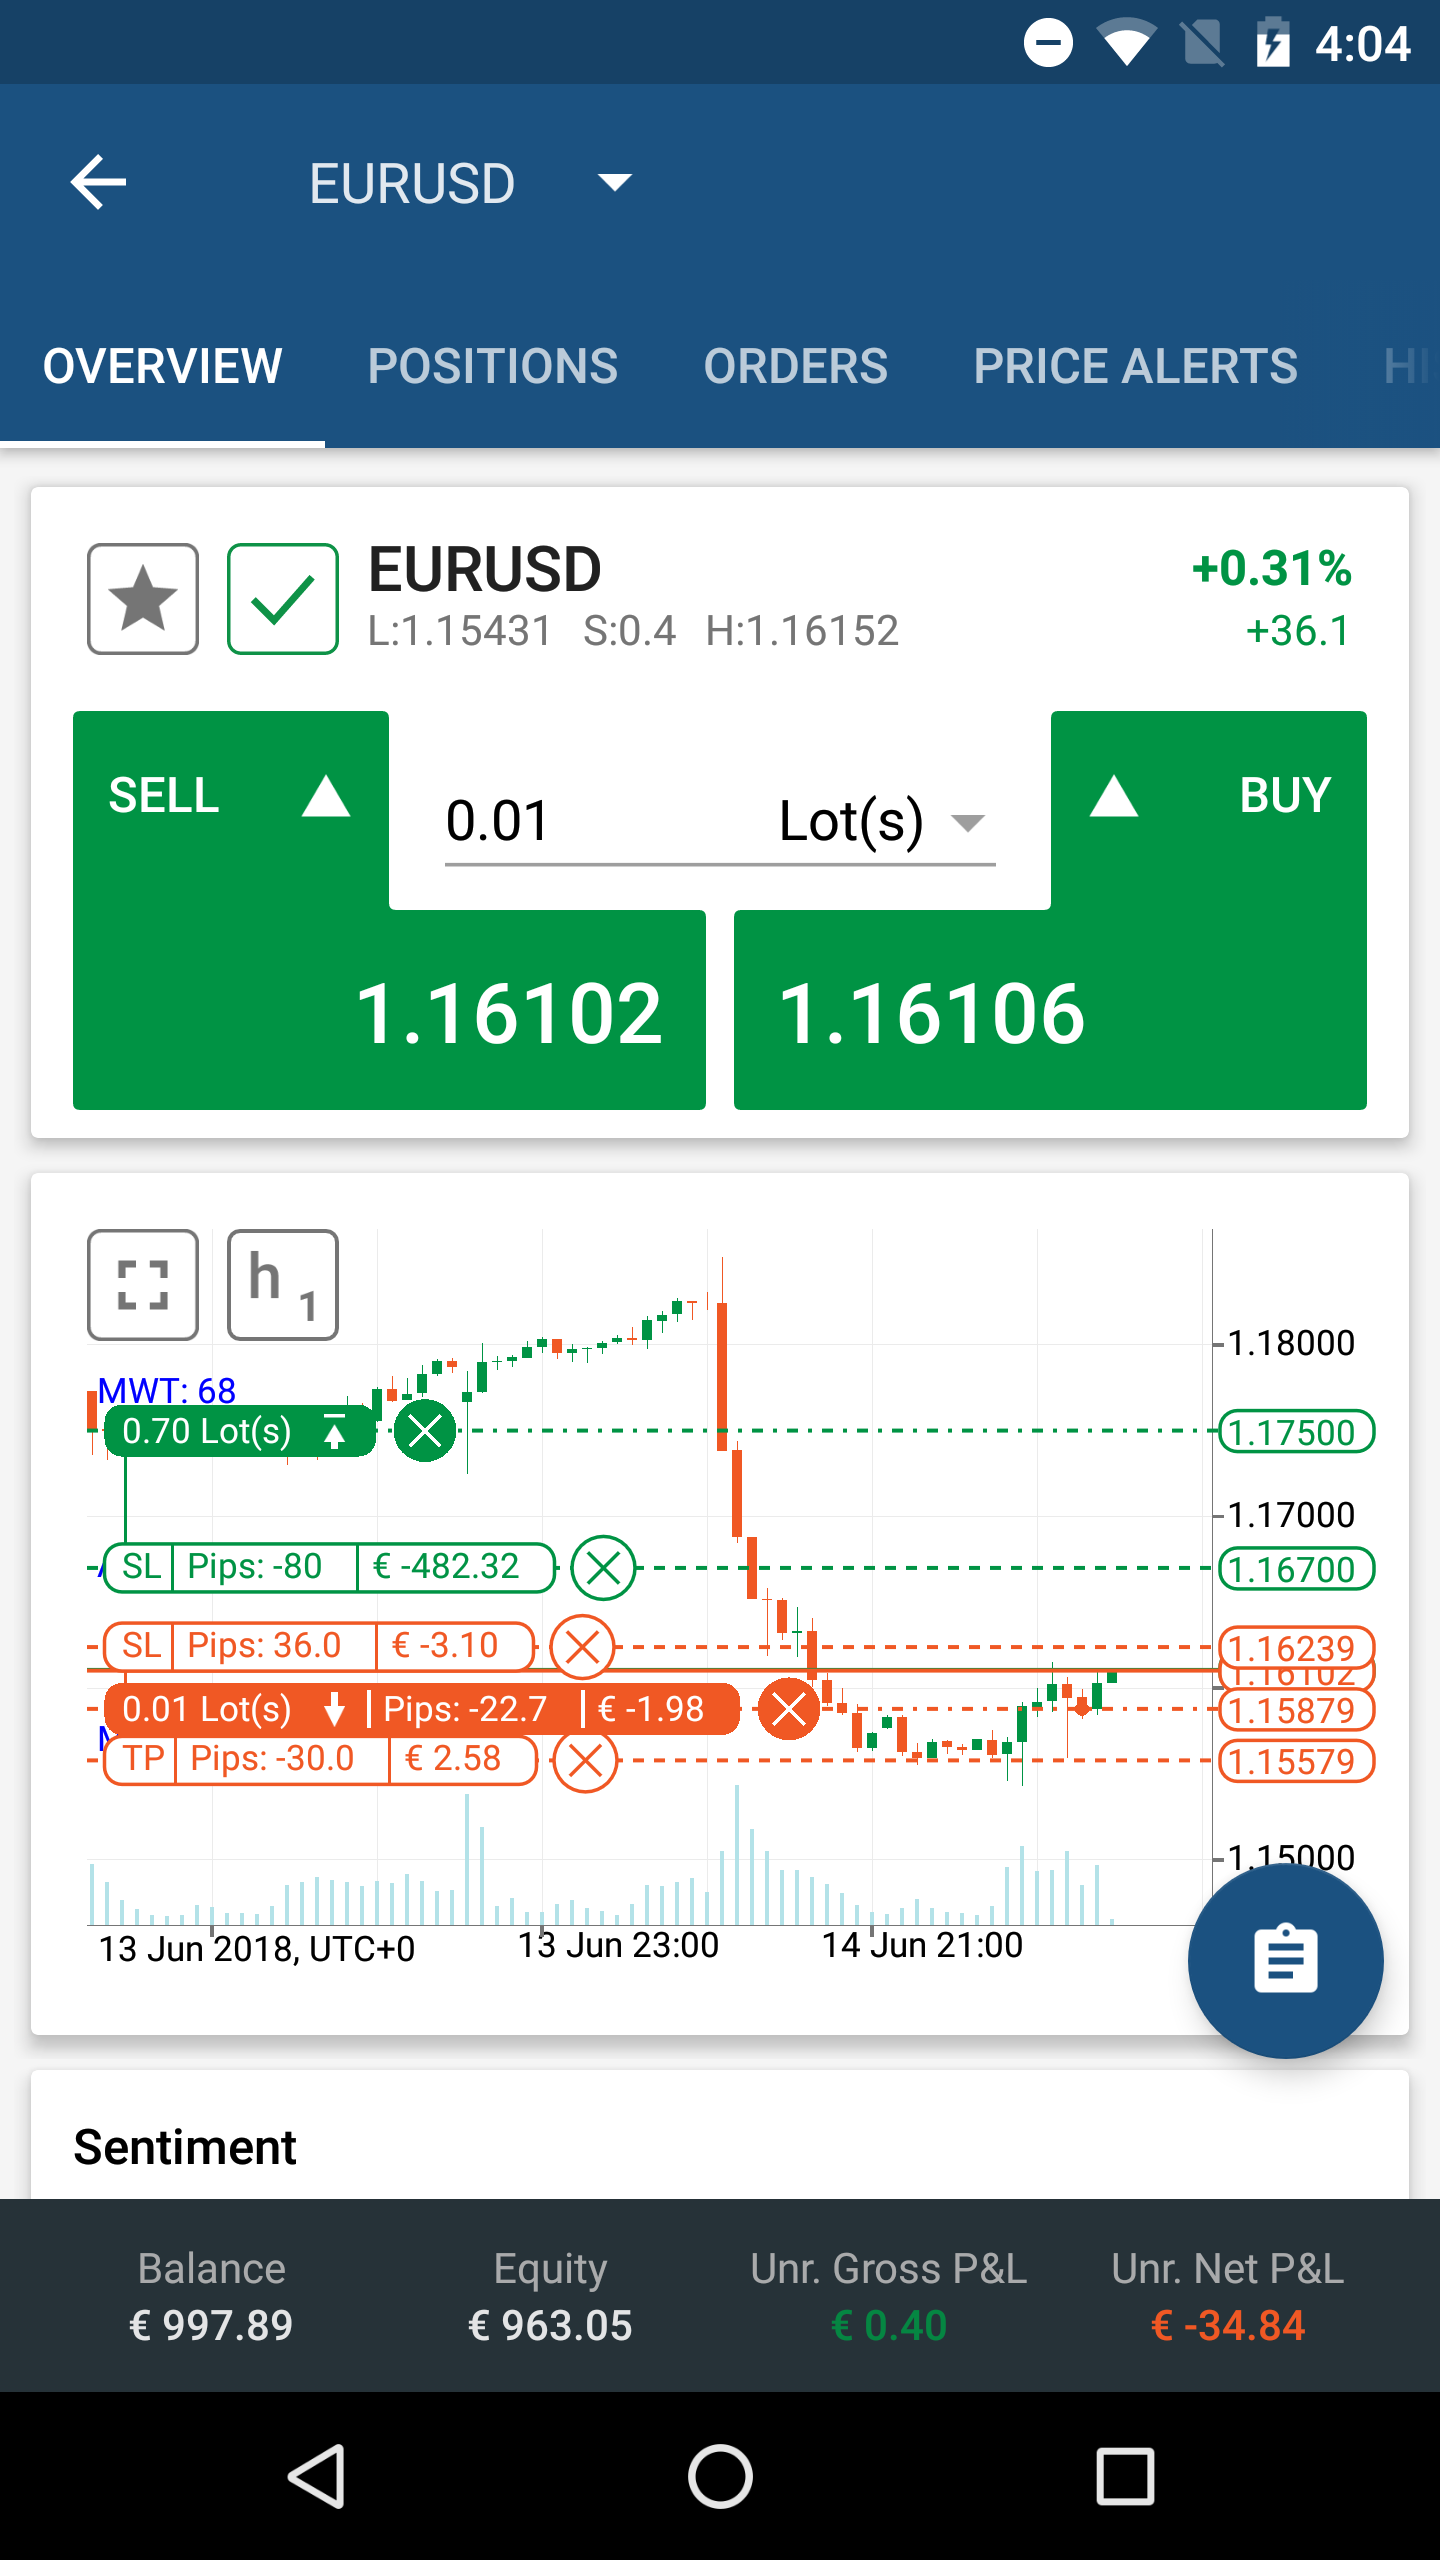 4:04
EURUSD
OVERVIEW POSITIONS ORDERS PRICE ALERTS
EURUSD +0.31%
L:1.15431 S:0.4 H:1.16152 +36.1
SELL BUY
0.01 Lot(s)
1.16102 1.16106
h 1
1.18000
MWT: 68
0.70 Lot(s) 1.17500
1.17000
SL Pips: -80 € -482.32 1.16700
SL Pips: 36.0 € -3.10 1.16239
1.16102
0.01 Lot(s) Pips: -22.7 € -1.98 1.15879
TP Pips: -30.0 € 2.58 1.15579
1.15000
13 Jun 2018, UTC+0 13 Jun 23:00 14 Jun 21:00
Sentiment
Balance Equity Unr. Gross P&L Unr. Net P&L
€ 997.89 € 963.05 € 0.40 € -34.84